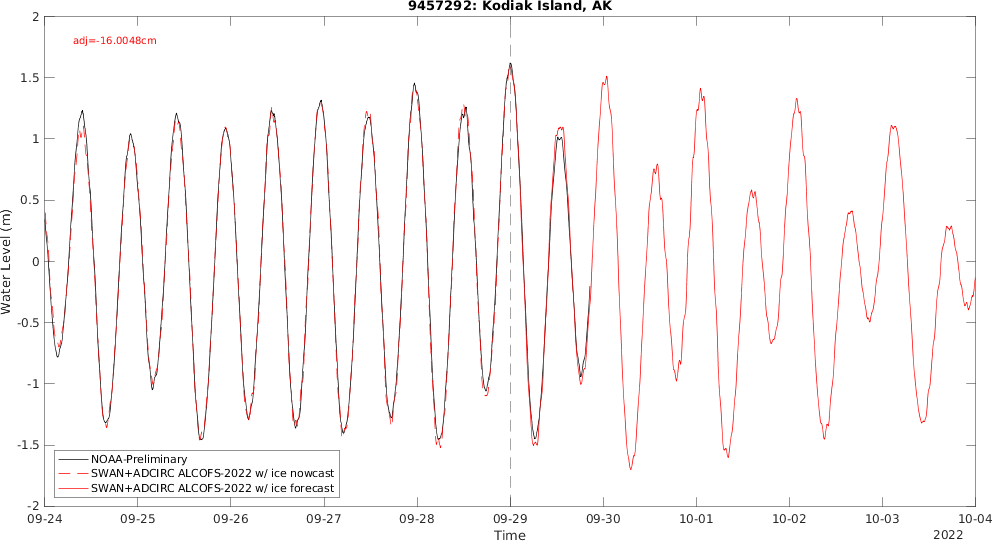 9457292: Kodiak Island, AK
adj=-16.0048cm
2
1.5
1
0.5
0
-0.5
-1
-1.5
-2
Water Level (m)
NOAA-Preliminary
SWAN+ADCIRC ALCOFS-2022 w/ ice nowcast
SWAN+ADCIRC ALCOFS-2022 w/ ice forecast
09-24 09-25 09-26 09-27 09-28 09-29 09-30 10-01 10-02 10-03 10-04
Time
2022